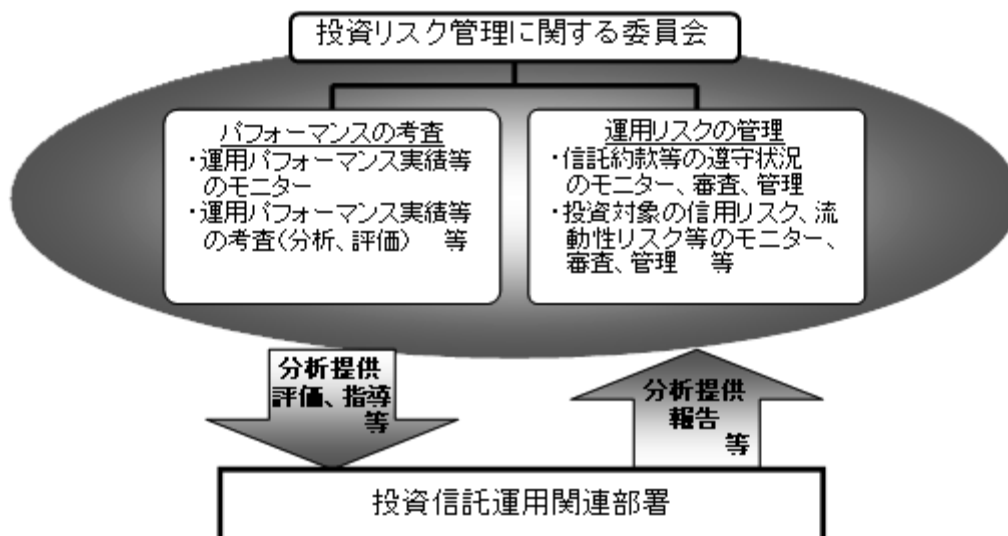 投資リスク管理に関する委員会
パフォーマンスの考査
・運用パフォーマンス実績等
のモニター
・運用パフォーマンス実績等
の考査(分析、評価) 等
運用リスクの管理
・信託約款等の遵守状況
のモニター、審査、管理
・投資対象の信用リスク、流
動性リスク等のモニター、
審査、管理 等
分析提供
評価、指導
等
分析提供
報告
等
投資信託運用関連部署